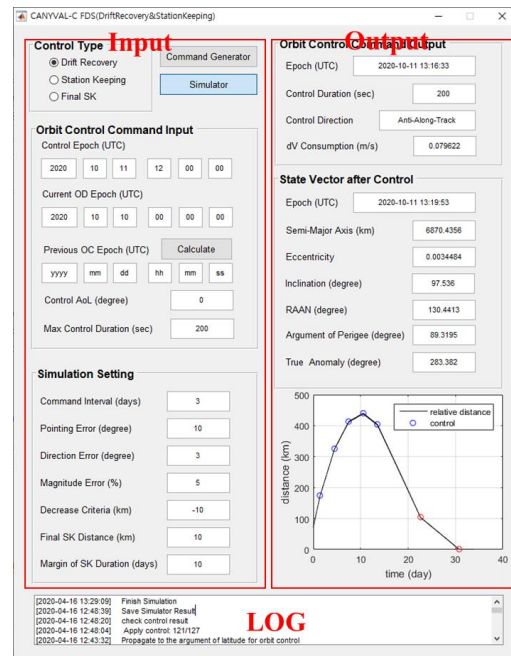 CANYVAL-C FDS(DriftRecovery&StationKeeping)
Input
Control Type
Drift Recovery
Station Keeping
Final SK
Command Generator
Simulator
Orbit Control Command Input
Control Epoch (UTC)
2020 10 11 12 00 00
Current OD Epoch (UTC)
2020 10 10 00 00 00
Previous OC Epoch (UTC) Calculate
yyyy mm dd hh mm ss
Control AoL (degree) 0
Max Control Duration (sec) 200
Simulation Setting
Command Interval (days) 3
Pointing Error (degree) 10
Direction Error (degree) 3
Magnitude Error (%) 5
Decrease Criteria (km) -10
Final SK Distance (km) 10
Margin of SK Duration (days) 10
Output
Orbit Control Command Output
Epoch (UTC) 2020-10-11 13:16:33
Control Duration (sec) 200
Control Direction Anti-Along-Track
dV Consumption (m/s) 0.079622
State Vector after Control
Epoch (UTC) 2020-10-11 13:19:53
Semi-Major Axis (km) 6870.4356
Eccentricity 0.0034484
Inclination (degree) 97.536
RAAN (degree) 130.4413
Argument of Perigee (degree) 89.3195
True Anomaly (degree) 283.382
500
400
300
200
100
0
distance (km)
relative distance
control
0 10 20 30 40
time (day)
[2020-04-16 13:29:09] Finish Simulation
[2020-04-16 12:48:39] Save Simulator Result
[2020-04-16 12:48:20] check control result
[2020-04-16 12:48:04] Apply control: 121/127
[2020-04-16 12:43:32] Propagate to the argument of latitude for orbit control
LOG